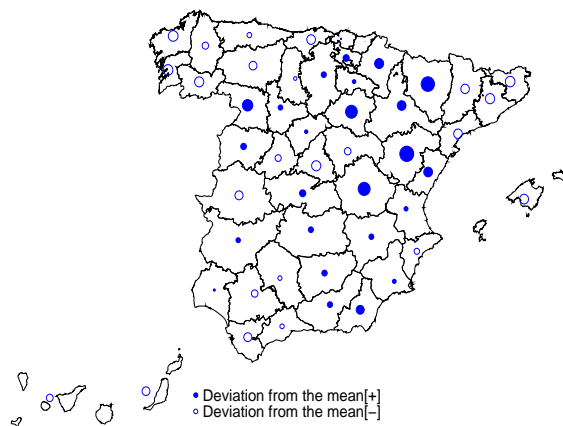 Deviation from the mean[+]
Deviation from the mean[−]